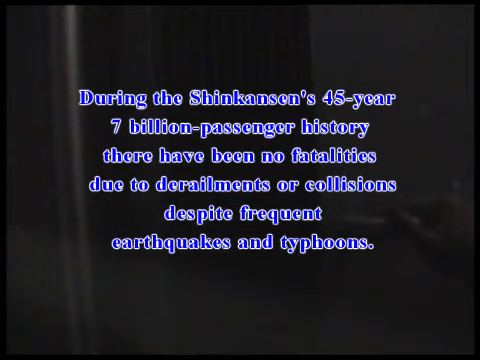 During the Shinkansen's 45-year
7 billion-passenger history
there have been no fatalities
due to derailments or collisions
despite frequent
earthquakes and typhoons.